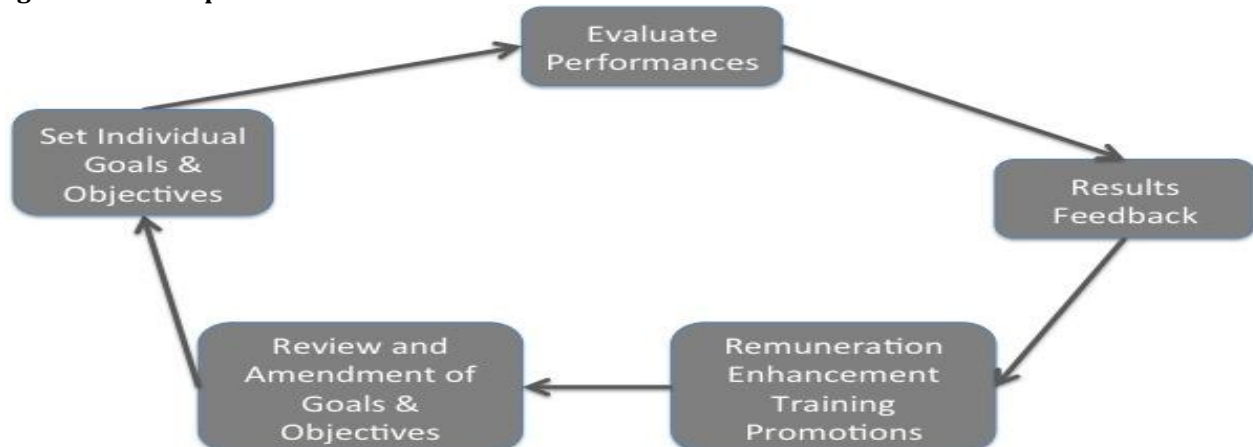 Evaluate
Performances
Set Individual
Goals &
Objectives
Results
Feedback
Review and
Amendment of
Goals &
Objectives
Remuneration
Enhancement
Training
Promotions